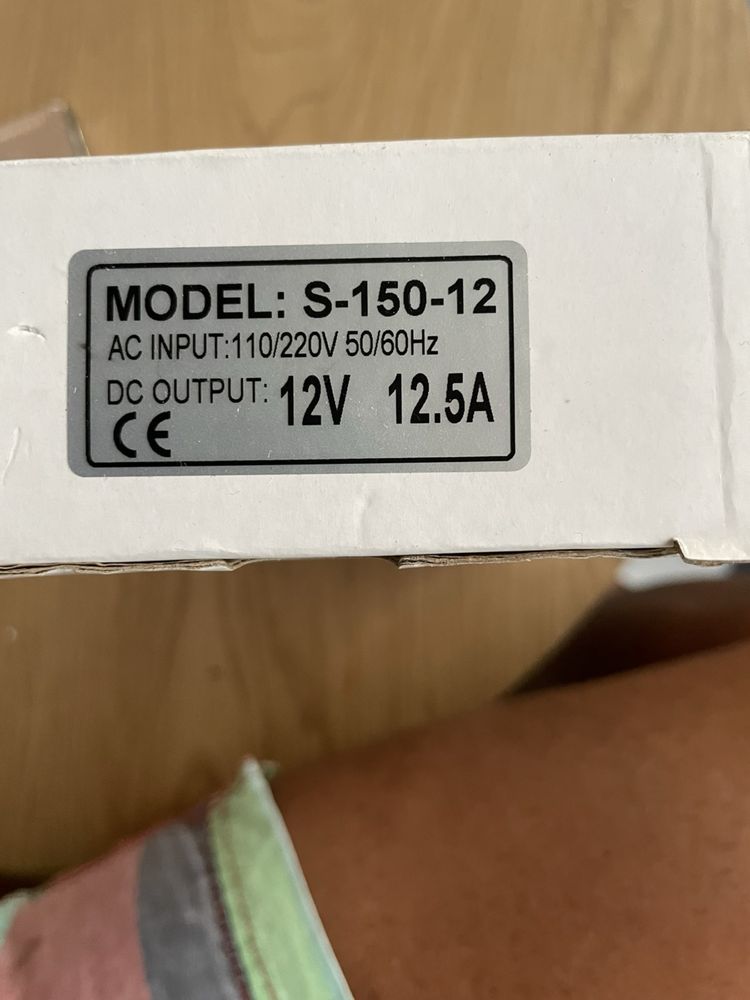 MODEL: S-150-12
AC INPUT:110/220V 50/60Hz
DC OUTPUT: 12V 12.5A
CE